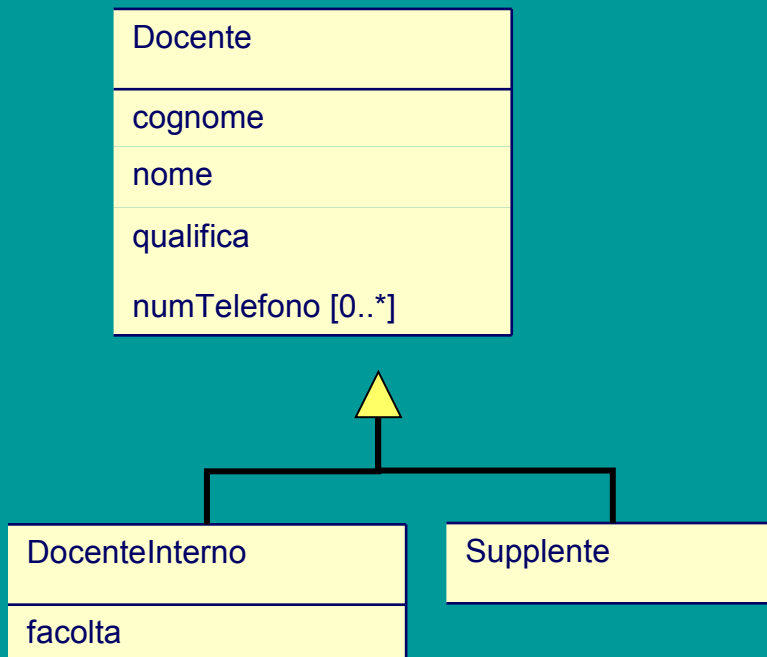 Docente
cognome
nome
qualifica
numTelefono [0..*]
DocenteInterno
facolta
Supplente